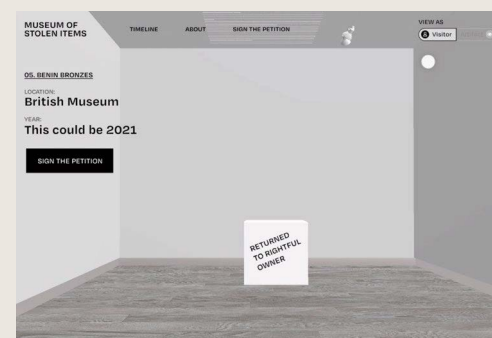 MUSEUM OF
STOLEN ITEMS
TIMELINE
ABOUT
SIGN THE PETITION
VIEW AS
Visitor
05. BENIN BRONZES
LOCATION:
British Museum
YEAR:
This could be 2021
SIGN THE PETITION
RETURNED
TO RIGHTFUL
OWNER